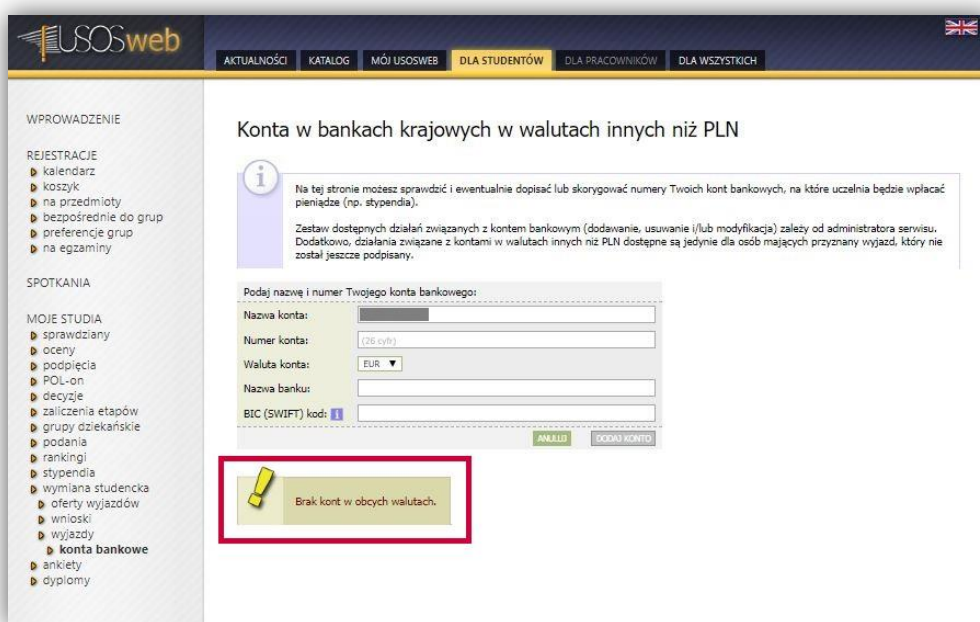 USOSweb
AKTUALNOŚCI KATALOG MÓJ USOSWEB DLA STUDENTÓW DLA PRACOWNIKÓW DLA WSZYSTKICH
WPROWADZENIE
REJESTRACJE
kalendarz
koszyk
na przedmioty
bezpośrednie do grup
preferencje grup
na egzaminy
SPOTKANIA
MOJE STUDIA
sprawdziany
oceny
podpięcia
POL-on
decyzje
zaliczenia etapów
grupy dziekańskie
podania
rankingi
stypendia
wymiana studencka
oferty wyjazdów
wnioski
wyjazdy
konta bankowe
ankiety
dyplomy
Konta w bankach krajowych w walutach innych niż PLN
i
Na tej stronie możesz sprawdzić i ewentualnie dopisać lub skorygować numery Twoich kont bankowych, na które uczelnia będzie wpłacać
pieniądze (np. stypendia).
Zestaw dostępnych działań związanych z kontem bankowym (dodawanie, usuwanie i/lub modyfikacja) zależy od administratora serwisu.
Dodatkowo, działania związane z kontami w walutach innych niż PLN dostępne są jedynie dla osób mających przyznany wyjazd, który nie
został jeszcze podpisany.
Podaj nazwę i numer Twojego konta bankowego:
Nazwa konta:
Numer konta: (26 cyfr)
Waluta konta: EUR ▼
Nazwa banku:
BIC (SWIFT) kod: i
ANULUJ DODAJ KONTO
Brak kont w obcych walutach.